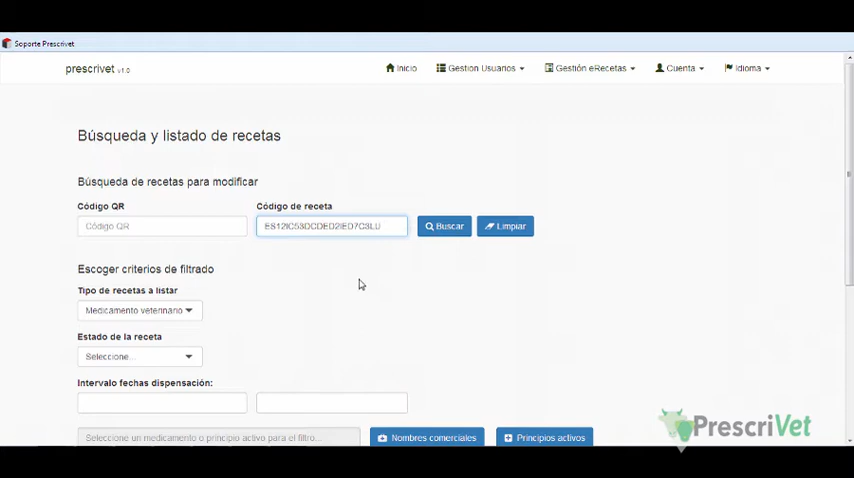 Soporte Prescrivet
prescrivet v1.0
Inicio
Gestion Usuarios
Gestión eRecetas
Cuenta
Idioma
Búsqueda y listado de recetas
Búsqueda de recetas para modificar
Código QR
Código de receta
Código QR
ES12IC53DCDED2IED7C3LU
Buscar
Limpiar
Escoger criterios de filtrado
Tipo de recetas a listar
Medicamento veterinario
Estado de la receta
Seleccione...
Intervalo fechas dispensación:
Seleccione un medicamento o principio activo para el filtro...
Nombres comerciales
Principios activos
PrescriVet